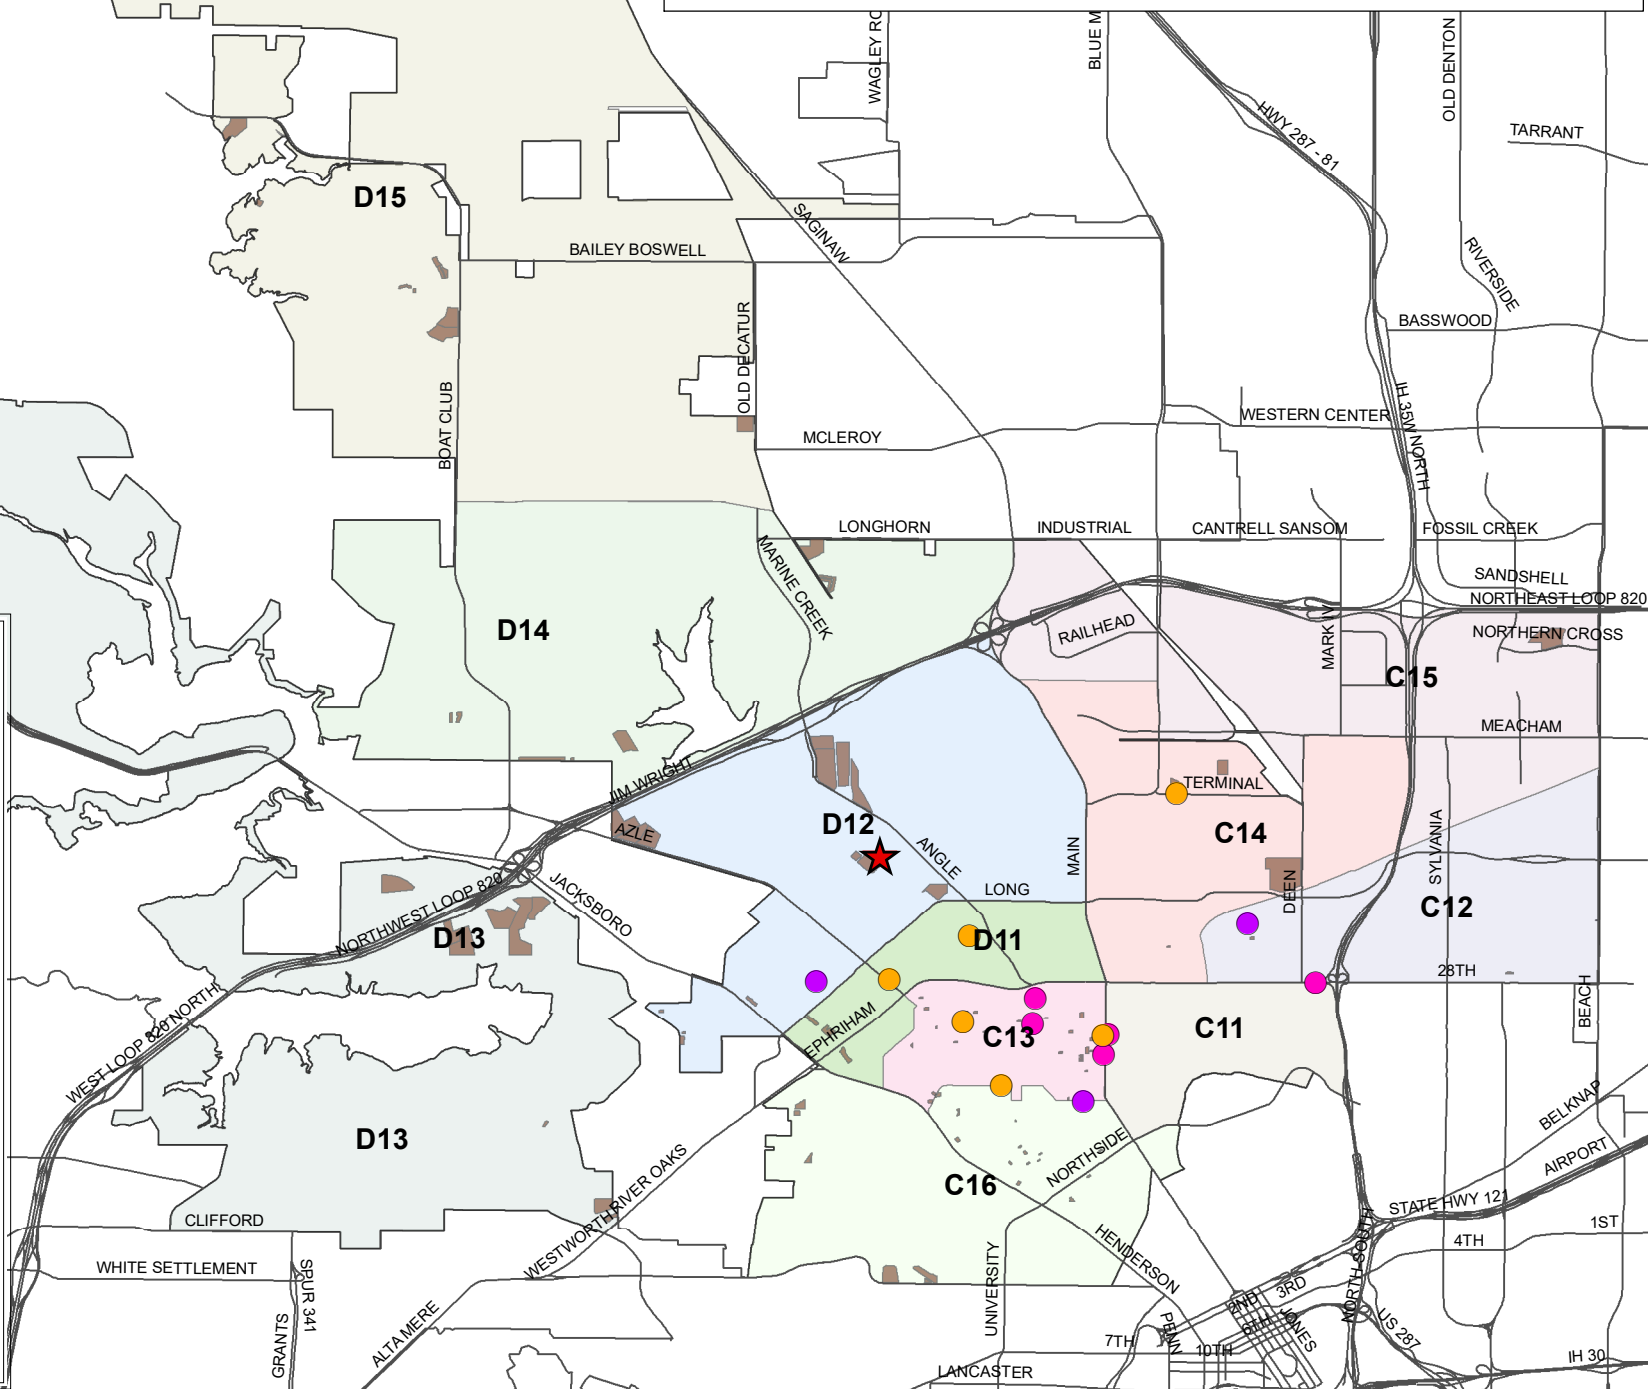 WAGLEY RO
BLUE M
OLD DENTON
HWY 287 - 81
TARRANT
D15
SAGINAW
BAILEY BOSWELL
RIVERSIDE
OLD DECATUR
BASSWOOD
BOAT CLUB
IH 35W NORTH
WESTERN CENTER
MCLEROY
LONGHORN
INDUSTRIAL
CANTRELL SANSOM
FOSSIL CREEK
MARINE CREEK
SANDSHELL
NORTHEAST LOOP 820
D14
RAILHEAD
MARK IV
NORTHERN CROSS
C15
MEACHAM
JIM WRIGHT
TERMINAL
AZLE
D12
ANGLE
MAIN
C14
SYLVANIA
JACKSBORO
LONG
DEEN
C12
NORTHWEST LOOP 820
D13
D11
28TH
BEACH
WEST LOOP 820 NORTH
EPHRIHAM
C13
C11
BELKNAP
D13
NORTHSIDE
AIRPORT
RIVER OAKS
C16
STATE HWY 121
CLIFFORD
1ST
WESTWORTH
HENDERSON
NORTH-SOUTH
4TH
WHITE SETTLEMENT
SPUR 341
UNIVERSITY
3RD
2ND
GRANTS
ALTA MERE
PENN
6TH
JONES
US 287
7TH
10TH
IH 30
LANCASTER